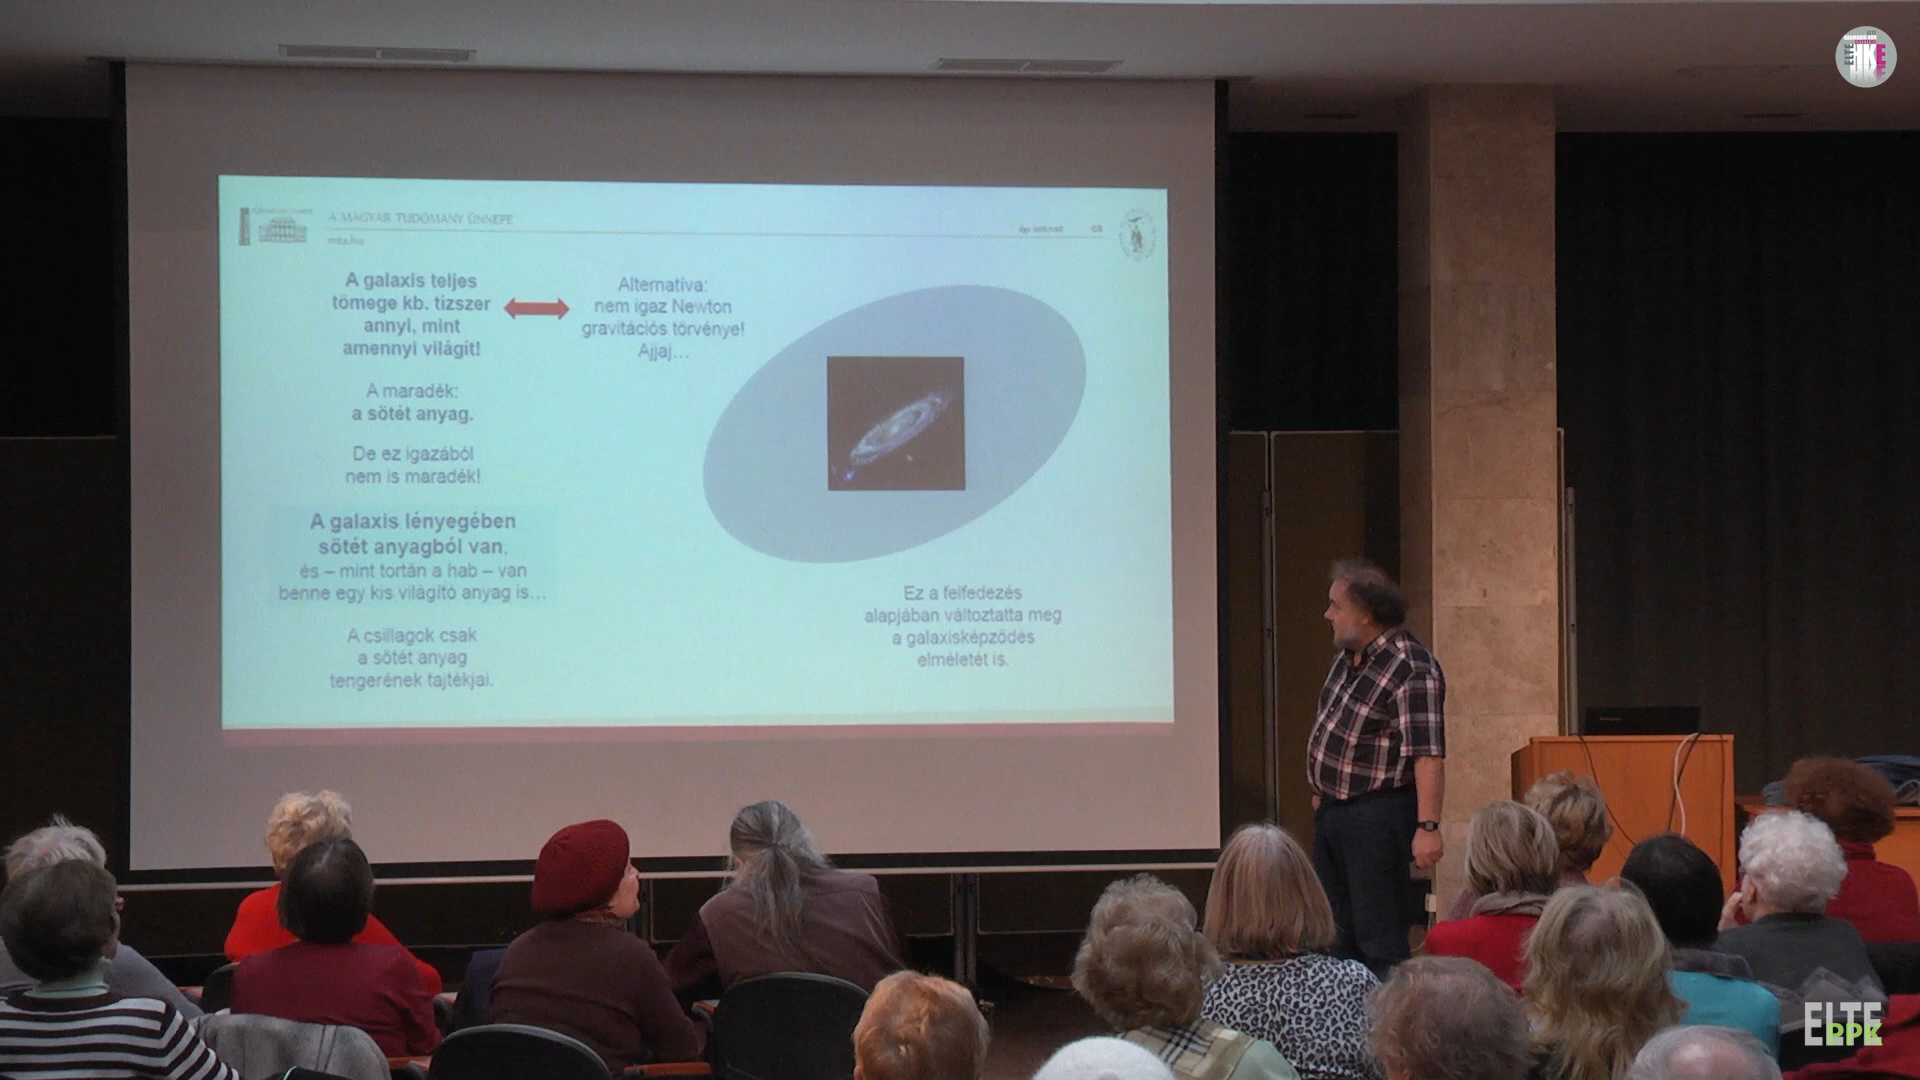 A MAGYAR TUDOMÁNY ÜNNEPE
mta.hu
68
A galaxis teljes
tömege kb. tízszer
annyi, mint
amennyi világít!
Alternatíva:
nem igaz Newton
gravitációs törvénye!
Ajjaj…
A maradék:
a sötét anyag.
De ez igazából
nem is maradék!
A galaxis lényegében
sötét anyagból van,
és – mint tortán a hab – van
benne egy kis világító anyag is…
A csillagok csak
a sötét anyag
tengerének tajtékjai.
Ez a felfedezés
alapjában változtatta meg
a galaxisképződés
elméletét is.
ELTE
PPK